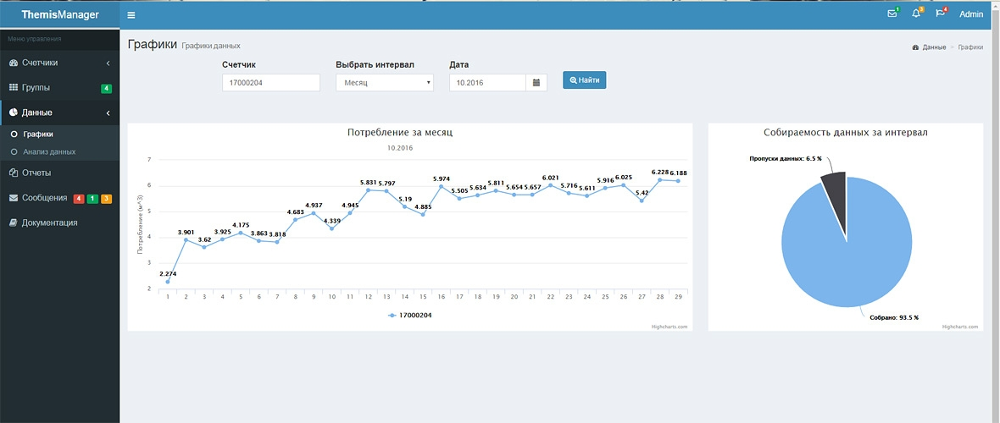 ThemisManager
1
3
4
Admin
Меню управления
Счетчики
Группы 4
Данные
Графики
Анализ данных
Отчеты
Сообщения 4 1 3
Документация
Графики Графики данных
Данные > Графики
Счетчик Выбрать интервал Дата
17000204 Месяц 10.2016 Найти
Потребление за месяц
10.2016
Потребление (м^3)
7
6
5
4
3
2
2.274 3.901 3.62 3.925 4.175 3.863 3.818 4.683 4.937 4.339 4.945 5.831 5.797 5.19 4.885 5.974 5.505 5.634 5.811 5.654 5.657 6.021 5.716 5.611 5.916 6.025 5.42 6.228 6.188
1 2 3 4 5 6 7 8 9 10 11 12 13 14 15 16 17 18 19 20 21 22 23 24 25 26 27 28 29
17000204
Highcharts.com
Собираемость данных за интервал
Пропуски данных: 6.5 %
Собрано: 93.5 %
Highcharts.com